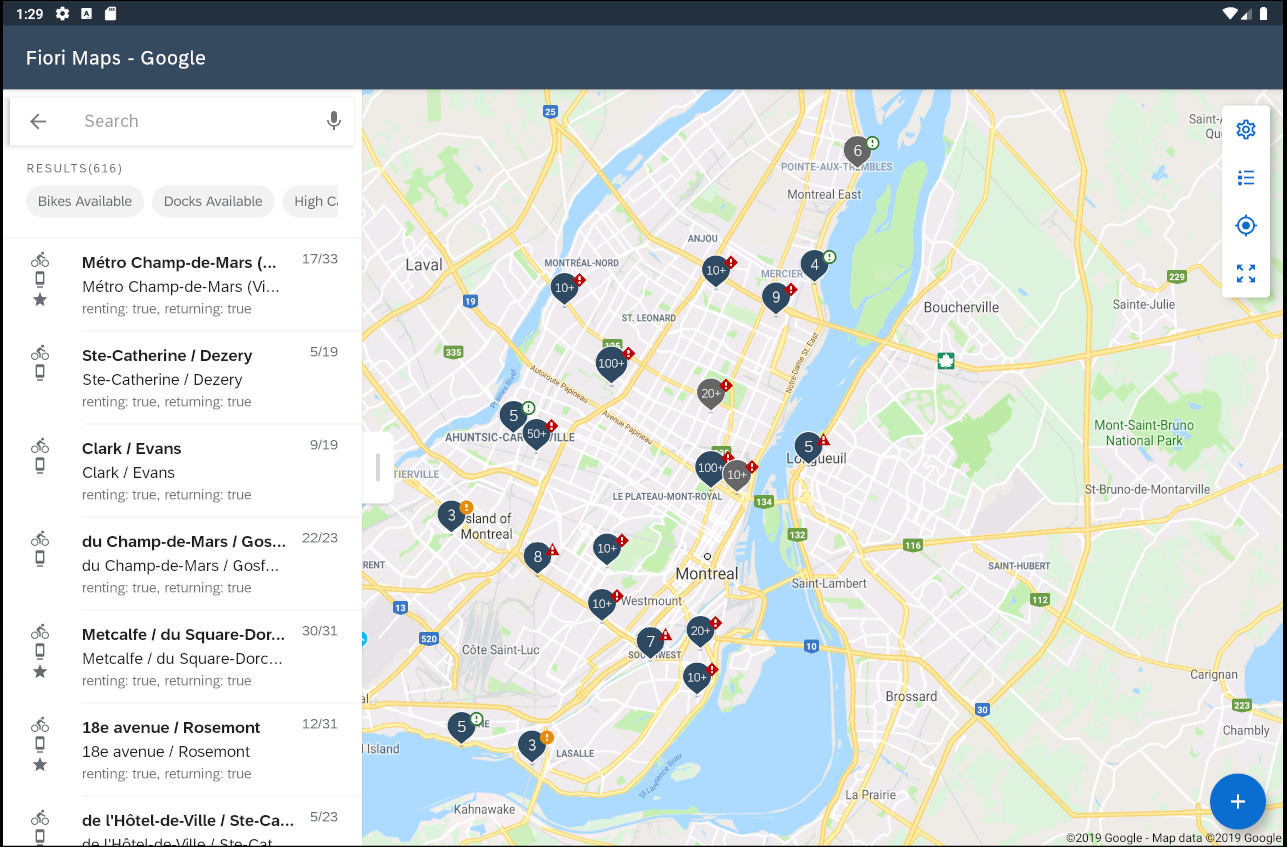 1:29
Fiori Maps - Google
Search
RESULTS(616)
Bikes Available
Docks Available
High C
Métro Champ-de-Mars (...
17/33
Métro Champ-de-Mars (Vi...
renting: true, returning: true
Ste-Catherine / Dezery
5/19
Ste-Catherine / Dezery
renting: true, returning: true
Clark / Evans
9/19
Clark / Evans
renting: true, returning: true
du Champ-de-Mars / Gos...
22/23
du Champ-de-Mars / Gosf...
renting: true, returning: true
Metcalfe / du Square-Dor...
30/31
Metcalfe / du Square-Dorc...
renting: true, returning: true
18e avenue / Rosemont
12/31
18e avenue / Rosemont
renting: true, returning: true
de l'Hôtel-de-Ville / Ste-Ca...
5/23
de l'Hôtel-de-Ville / Ste-Cat
25
Saint-A
Qu
6
POINTE-AUX-TREMBLES
Montreal East
ANJOU
Laval
MONTRÉAL-NORD
10+
10+
MERCIER
4
9
229
19
Boucherville
Sainte-Julie
ST. LEONARD
335
125
100+
Notre-Dame St. East
Autoroute Papineau
Prairies River
20+
Avenue Papineau
5
50+
AHUNTSIC-CARTIERVILLE
Mont-Saint-Bruno
National Park
5
Longueuil
100+
10+
TIERVILLE
LE PLATEAU-MONT-ROYAL
134
St-Bruno-de-Montarville
3
Island of
Montreal
132
116
8
10+
RENT
Montreal
SAINT-HUBERT
Saint-Lambert
13
10+
Westmount
112
520
Côte Saint-Luc
7
20+
SOUTHWEST
10
10+
Carignan
Brossard
30
223
al
5
NE
Chambly
l Island
3
LASALLE
St. Lawrence River
Kahnawake
La Prairie
+
©2019 Google - Map data ©2019 Google